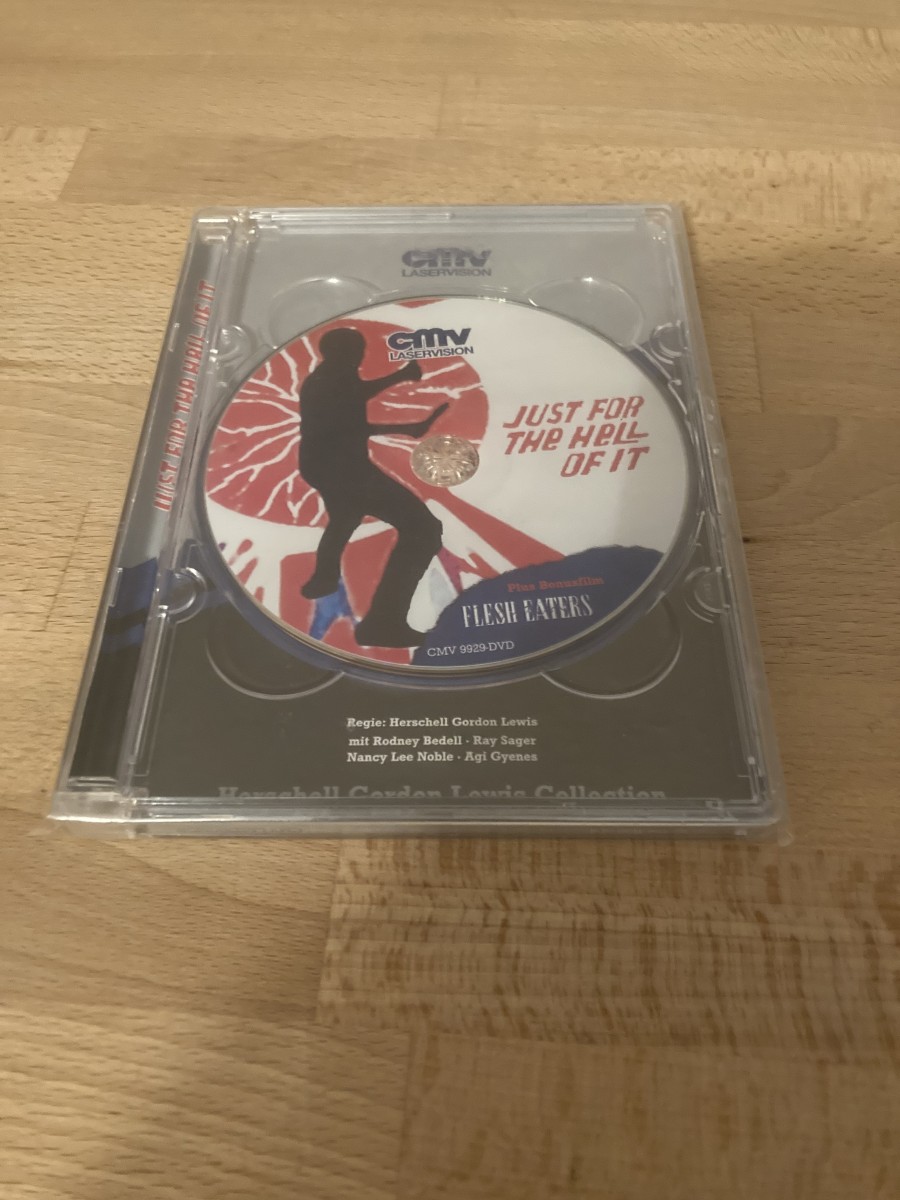 cmv
LASERVISION
JUST FOR THE HELL OF IT
cmv
LASERVISION
JUST FOR
THE HELL
OF IT
Plus Bonusfilm
FLESH EATERS
CMV 9929-DVD
Regie: Herschell Gordon Lewis
mit Rodney Bedell · Ray Sager
Nancy Lee Noble · Agi Gyenes
Herschell Gordon Lewis Collection